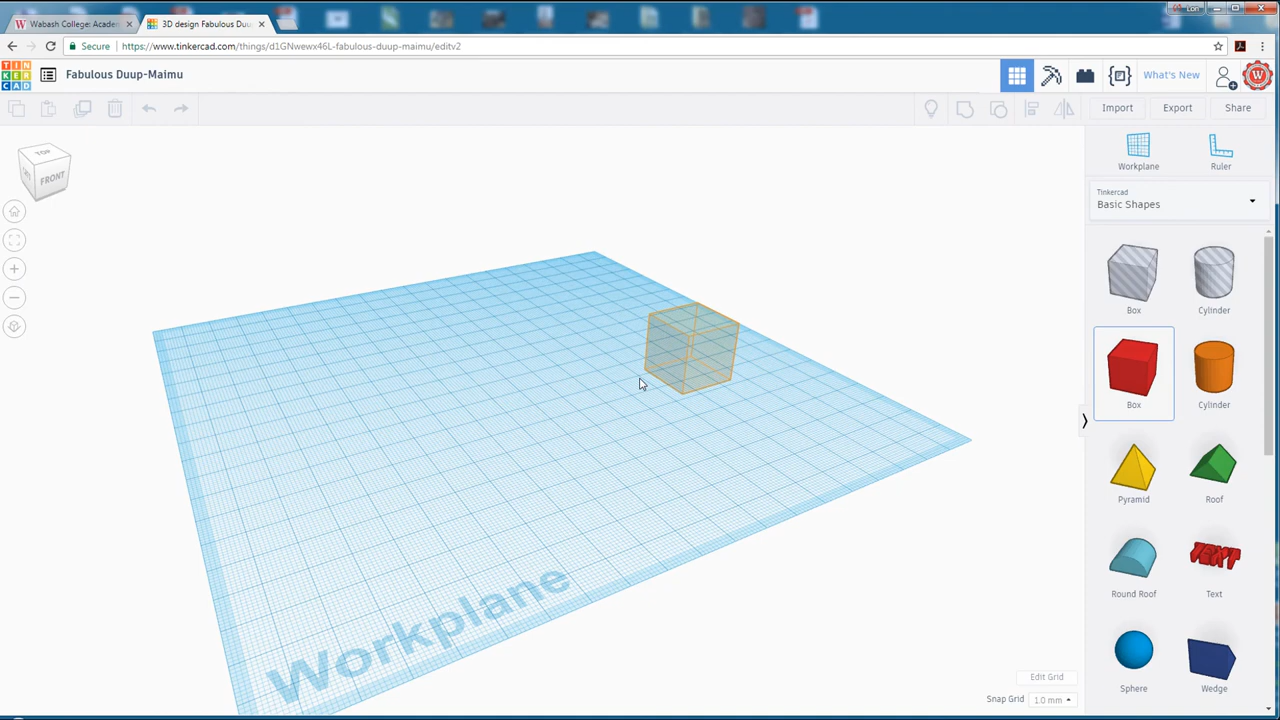 Wabash College: Academ
3D design Fabulous Duu
Secure
https://www.tinkercad.com/things/d1GNwewx46L-fabulous-duup-maimu/editv2
TIN
KER
CAD
Fabulous Duup-Maimu
What's New
Import
Export
Share
TOP
FRONT
Workplane
Ruler
Tinkercad
Basic Shapes
Box
Cylinder
Box
Cylinder
Pyramid
Roof
TEXT
Round Roof
Text
Sphere
Wedge
Workplane
Edit Grid
Snap Grid
1.0 mm